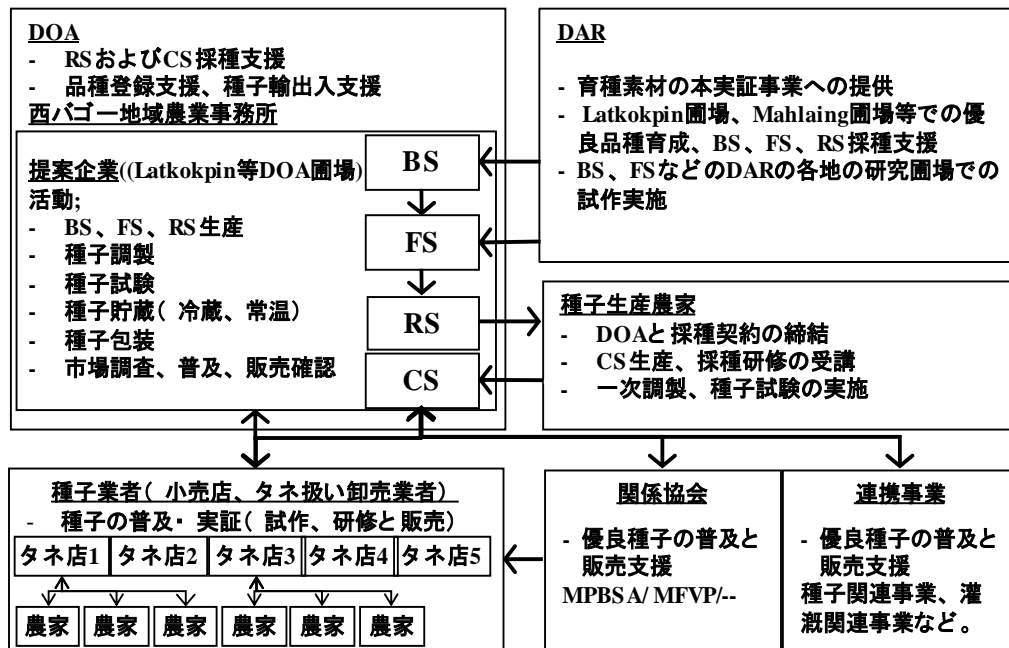 DOA
- RSおよびCS採種支援
- 品種登録支援、種子輸出入支援
西バゴー地域農業事務所
提案企業((Latkokpin等DOA圃場)
活動;
- BS、FS、RS生産
- 種子調製
- 種子試験
- 種子貯蔵( 冷蔵、常温)
- 種子包装
- 市場調査、普及、販売確認
BS
FS
RS
CS
DAR
- 育種素材の本実証事業への提供
- Latkokpin圃場、Mahlaing圃場等での優
良品種育成、BS、FS、RS採種支援
- BS、FSなどのDARの各地の研究圃場での
試作実施
種子生産農家
- DOAと採種契約の締結
- CS生産、採種研修の受講
- 一次調製、種子試験の実施
種子業者( 小売店、タネ扱い卸売業者)
- 種子の普及・実証( 試作、研修と販売)
タネ店1 タネ店2 タネ店3 タネ店4 タネ店5
農家 農家 農家 農家 農家 農家
関係協会
- 優良種子の普及と
販売支援
MPBSA/ MFVP/--
連携事業
- 優良種子の普及と
販売支援
種子関連事業、灌
漑関連事業など。